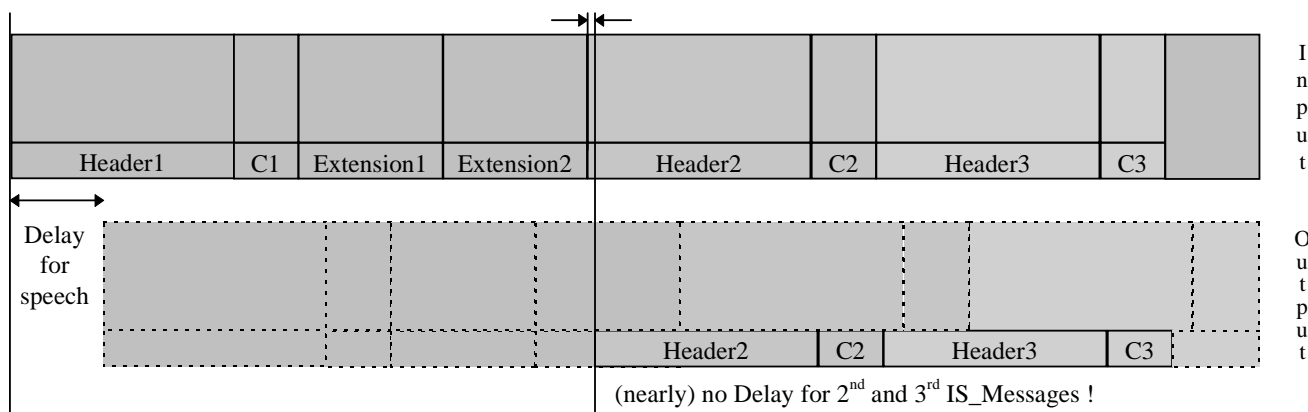 Header1 C1 Extension1 Extension2 Header2 C2 Header3 C3
Input
Delay
for
speech
Header2 C2 Header3 C3
Output
(nearly) no Delay for 2nd and 3rd IS_Messages !